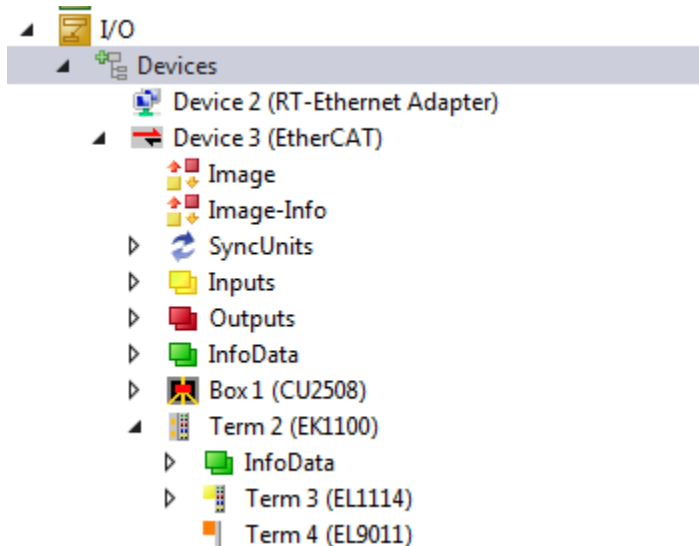 I/O
Devices
Device 2 (RT-Ethernet Adapter)
Device 3 (EtherCAT)
Image
Image-Info
SyncUnits
Inputs
Outputs
InfoData
Box 1 (CU2508)
Term 2 (EK1100)
InfoData
Term 3 (EL1114)
Term 4 (EL9011)